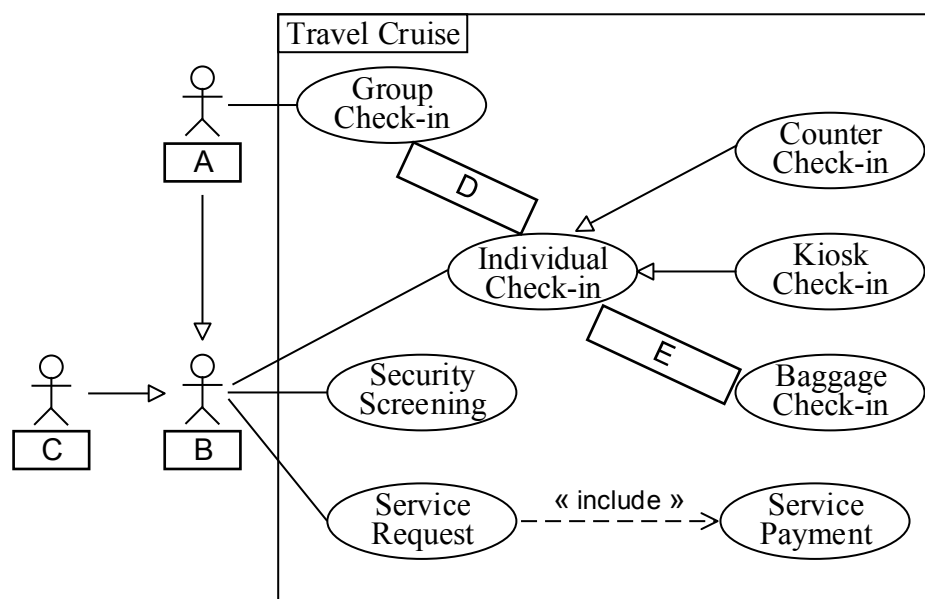 Travel Cruise
Group
Check-in
A
D
Counter
Check-in
Individual
Check-in
Kiosk
Check-in
E
C
B
Security
Screening
Baggage
Check-in
Service
Request
« include »
Service
Payment